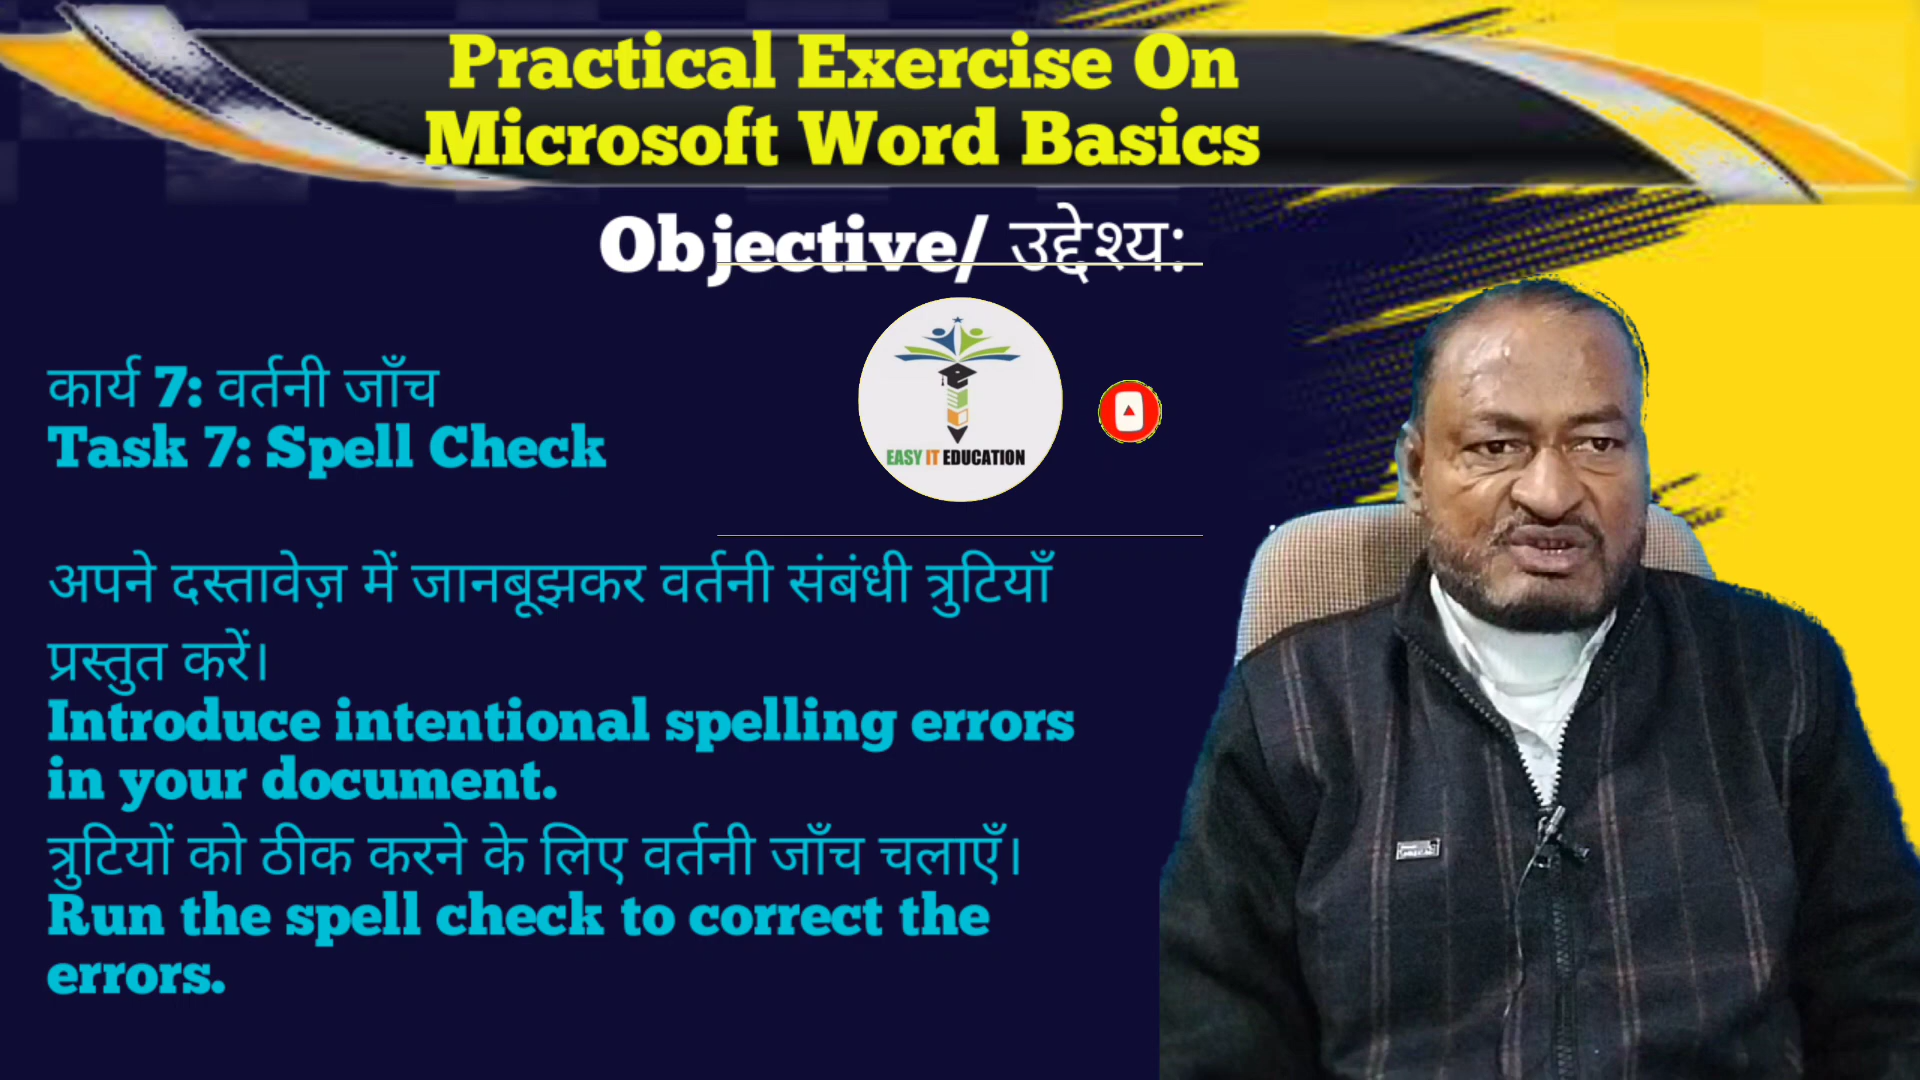 Practical Exercise On
Microsoft Word Basics
Objective/ उद्देश्य:
कार्य 7: वर्तनी जाँच
Task 7: Spell Check
EASY IT EDUCATION
अपने दस्तावेज़ में जानबूझकर वर्तनी संबंधी त्रुटियाँ
प्रस्तुत करें।
Introduce intentional spelling errors
in your document.
त्रुटियों को ठीक करने के लिए वर्तनी जाँच चलाएँ।
Run the spell check to correct the
errors.